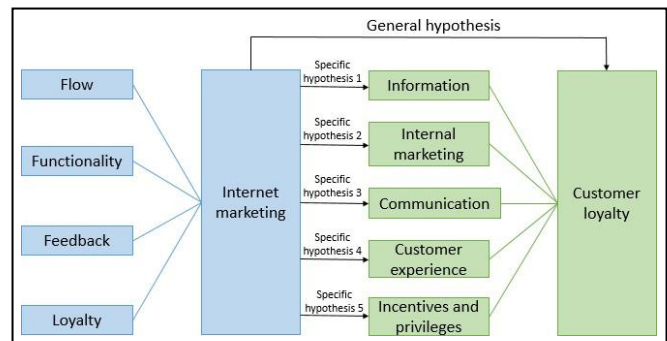 General hypothesis
Flow
Functionality
Feedback
Loyalty
Internet
marketing
Specific
hypothesis 1
Information
Specific
hypothesis 2
Internal
marketing
Specific
hypothesis 3
Communication
Specific
hypothesis 4
Customer
experience
Specific
hypothesis 5
Incentives and
privileges
Customer
loyalty